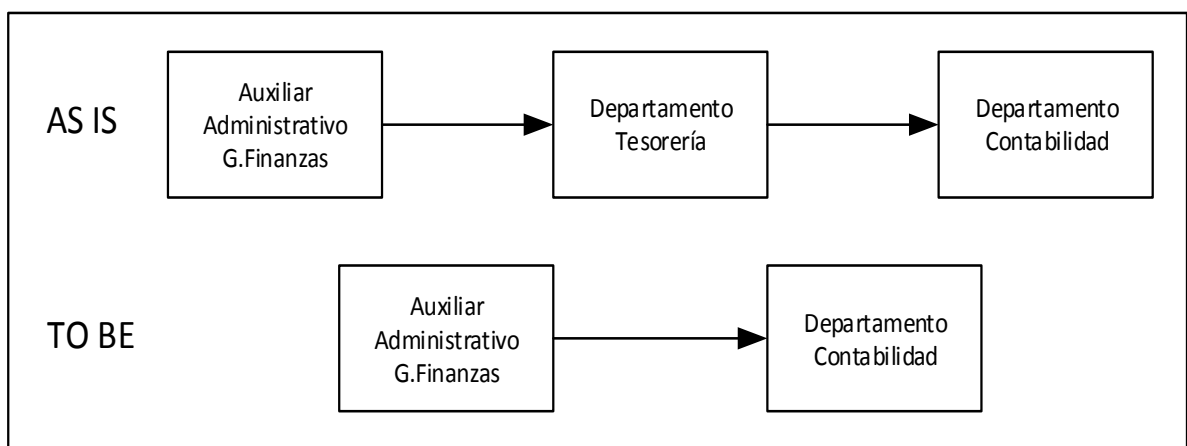 AS IS
Auxiliar
Administrativo
G.Finanzas
Departamento
Tesorería
Departamento
Contabilidad
TO BE
Auxiliar
Administrativo
G.Finanzas
Departamento
Contabilidad